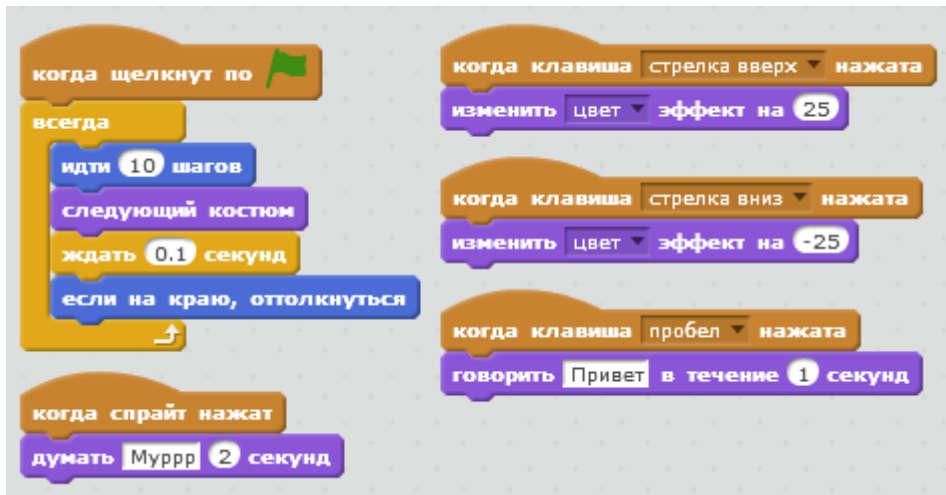 когда щелкнут по
всегда
идти 10 шагов
следующий костюм
ждать 0.1 секунд
если на краю, оттолкнуться
когда спрайт нажат
думать Муррр 2 секунд
когда клавиша стрелка вверх нажата
изменить цвет эффект на 25
когда клавиша стрелка вниз нажата
изменить цвет эффект на -25
когда клавиша пробел нажата
говорить Привет в течение 1 секунд